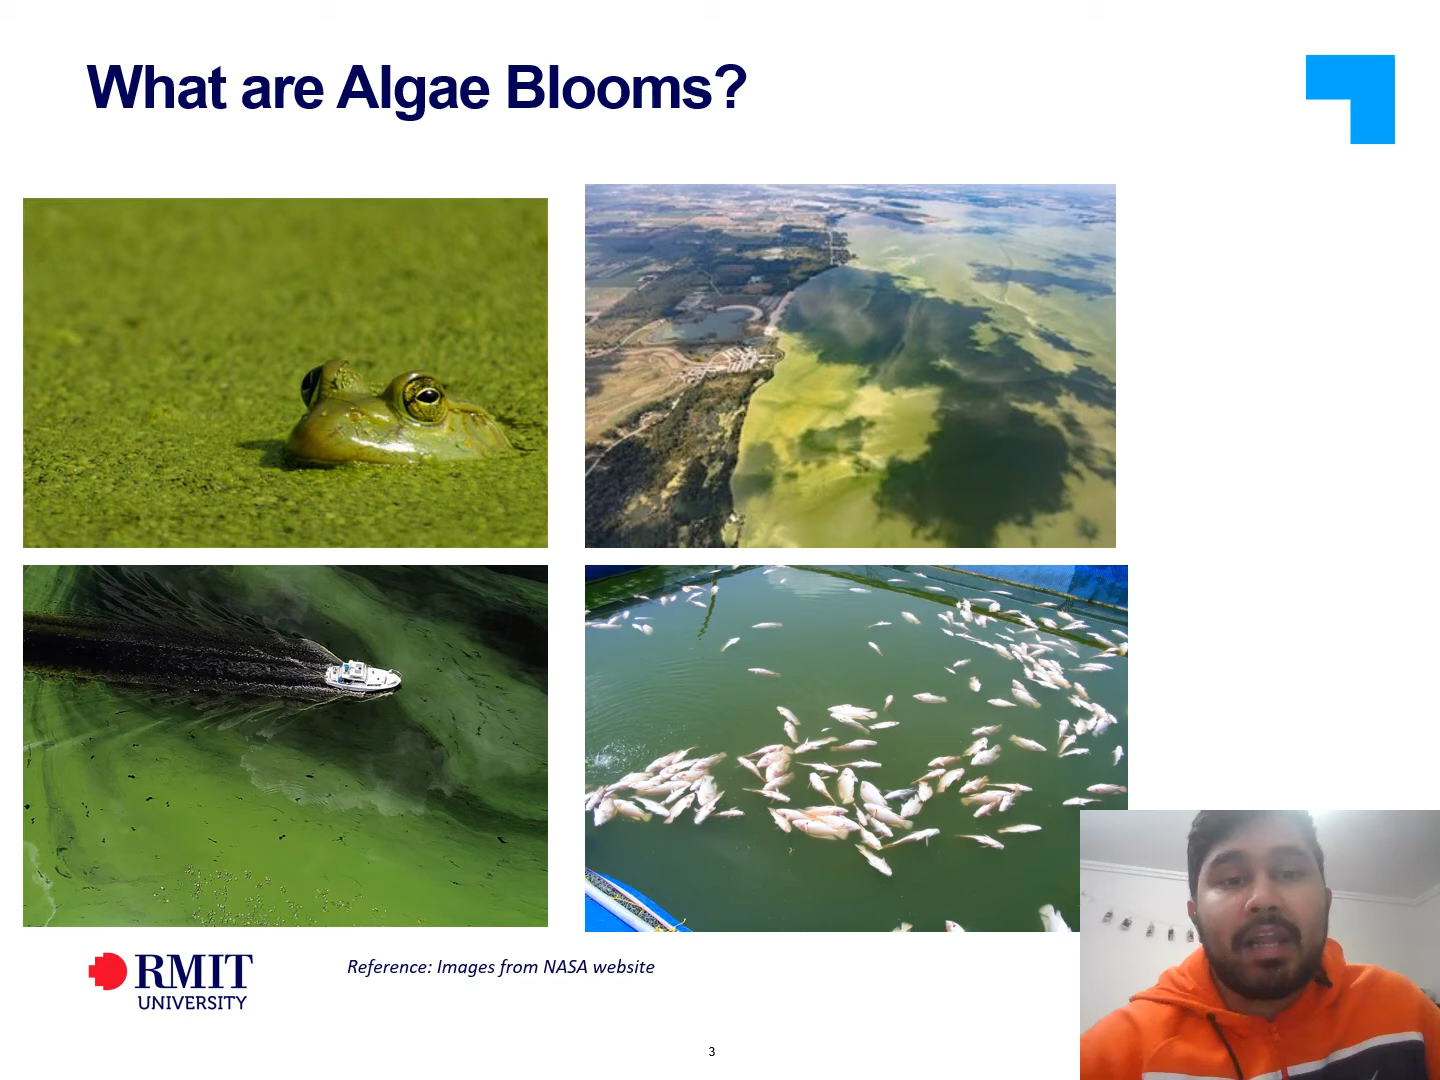 What are Algae Blooms?
RMIT
UNIVERSITY
Reference: Images from NASA website
3